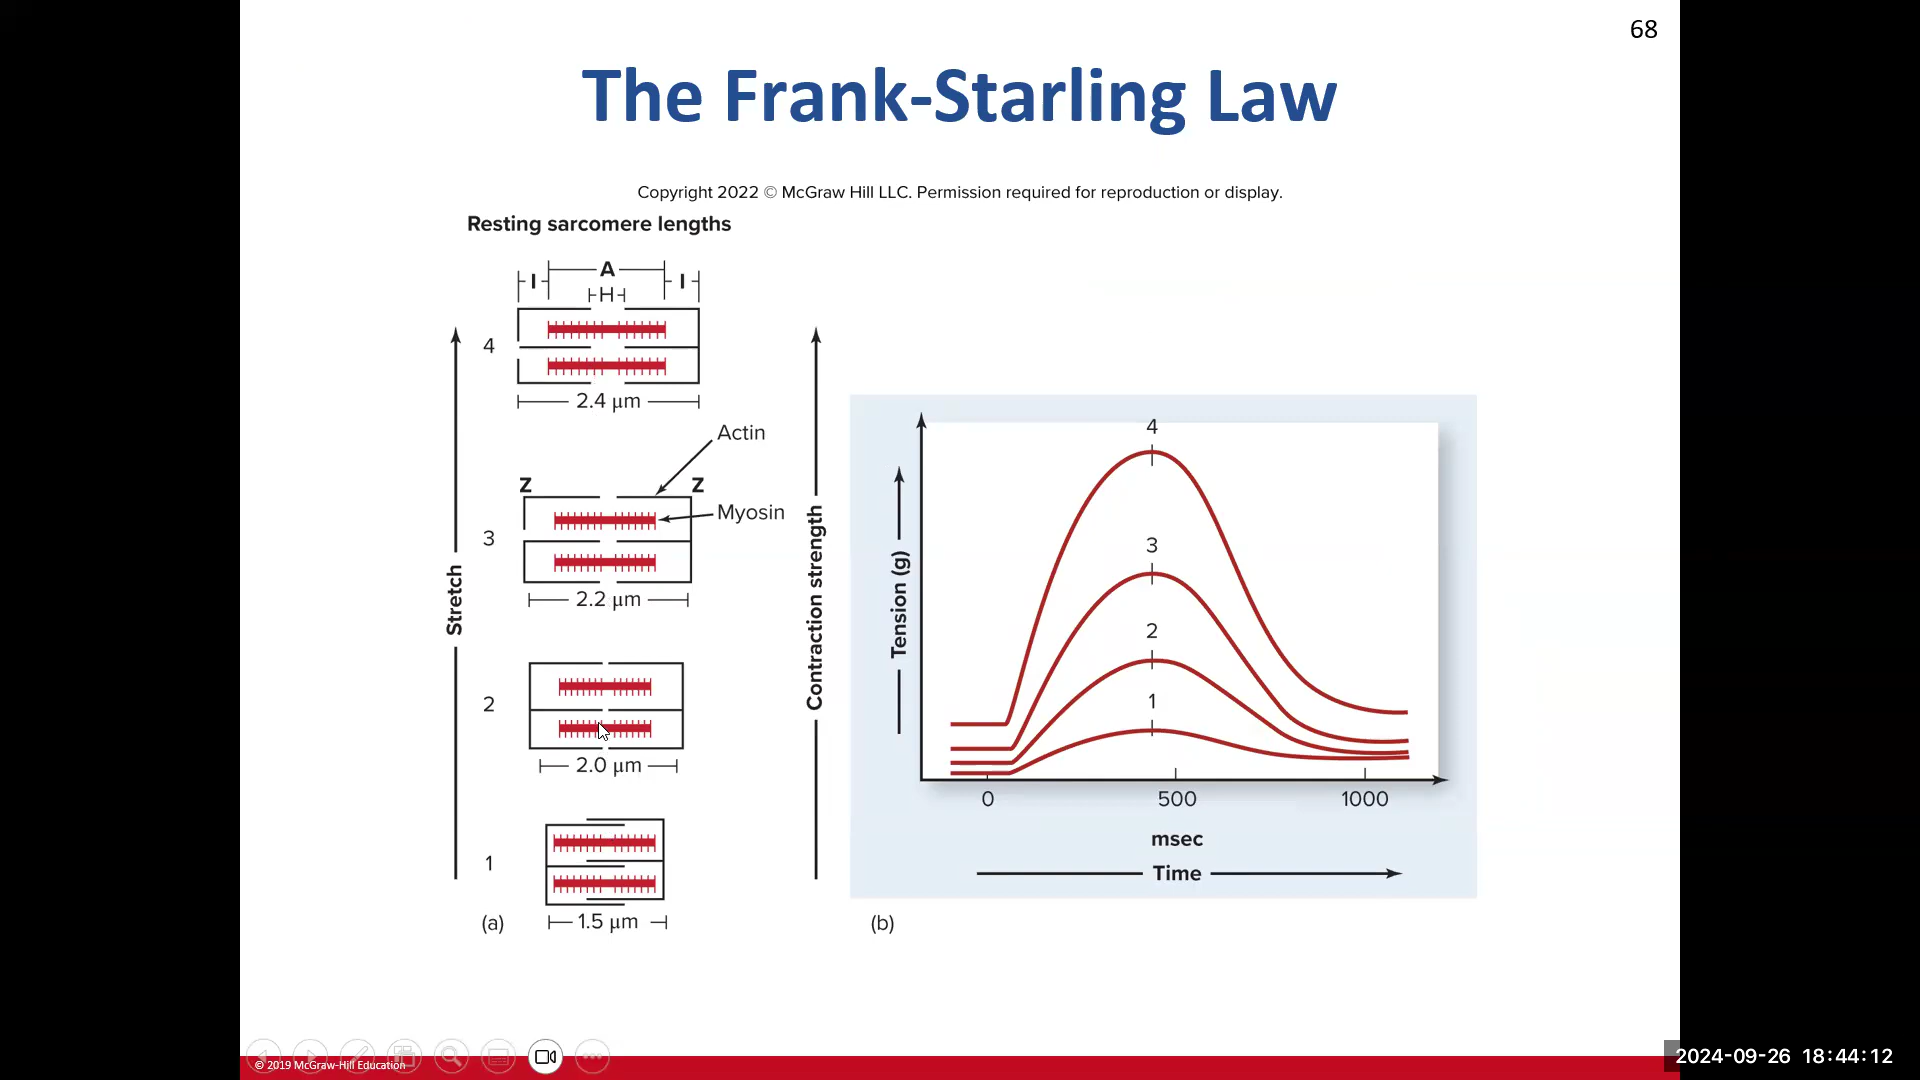 68
The Frank-Starling Law
Copyright 2022 © McGraw Hill LLC. Permission required for reproduction or display.
Resting sarcomere lengths
I A I
H
4
2.4 μm
Actin
Z Z
Myosin
3
2.2 μm
2
2.0 μm
1
1.5 μm
Stretch
(a)
Contraction strength
Tension (g)
4
3
2
1
0 500 1000
msec
Time
(b)
© 2019 McGraw-Hill Education
2024-09-26 18:44:12